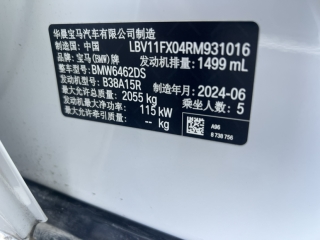 华晨宝马汽车有限公司制造
制造国: 中国 LBV11FX04RM931016
品牌: 宝马(BMW)牌 发动机排量: 1499 mL
整车型号: BMW6462DS
发动机型号: B38A15R
最大允许总质量: 2055 kg 制造年月: 2024-06
发动机最大净功率: 115 kW 乘坐人数: 5
最大允许牵引质量: -- kg
A96
8 738 756